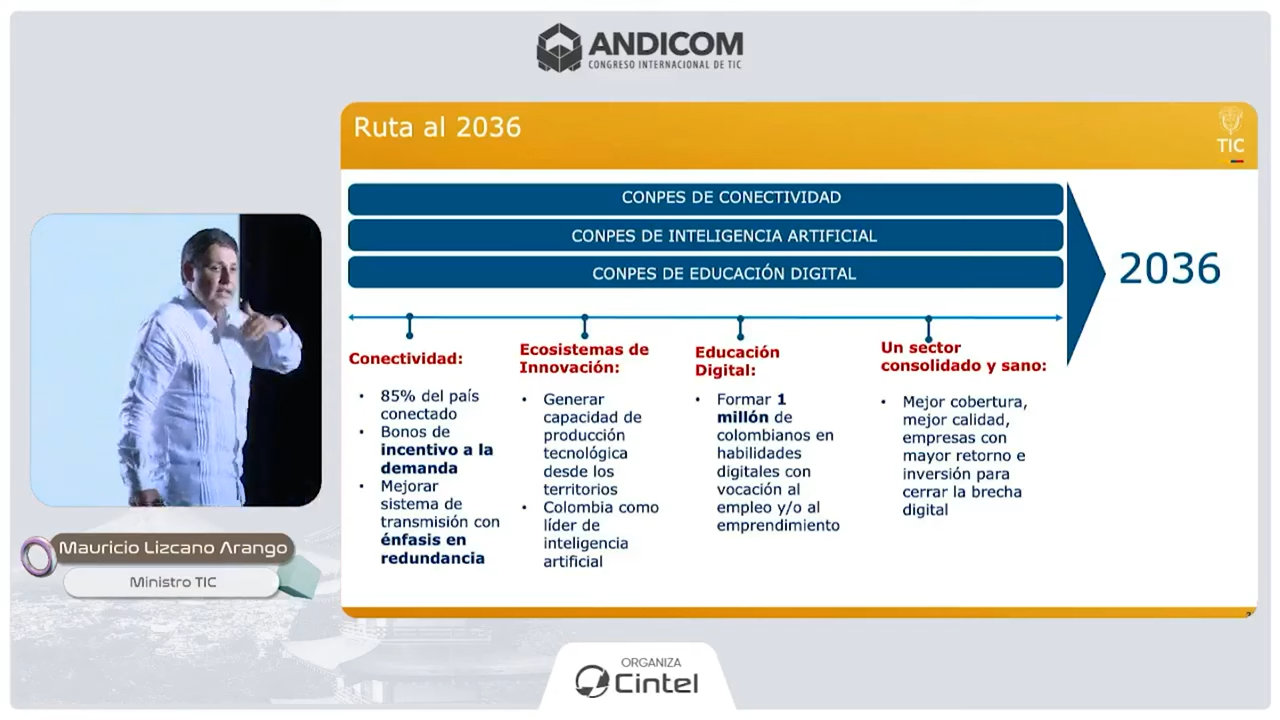 ANDICOM
CONGRESO INTERNACIONAL DE TIC
Ruta al 2036
TIC
CONPES DE CONECTIVIDAD
CONPES DE INTELIGENCIA ARTIFICIAL
CONPES DE EDUCACIÓN DIGITAL
2036
Conectividad:
• 85% del país
conectado
• Bonos de
incentivo a la
demanda
• Mejorar
sistema de
transmisión con
énfasis en
redundancia
Ecosistemas de
Innovación:
• Generar
capacidad de
producción
tecnológica
desde los
territorios
• Colombia como
líder de
inteligencia
artificial
Educación
Digital:
• Formar 1
millón de
colombianos en
habilidades
digitales con
vocación al
empleo y/o al
emprendimiento
Un sector
consolidado y sano:
• Mejor cobertura,
mejor calidad,
empresas con
mayor retorno e
inversión para
cerrar la brecha
digital
Mauricio Lizcano Arango
Ministro TIC
ORGANIZA
Cintel